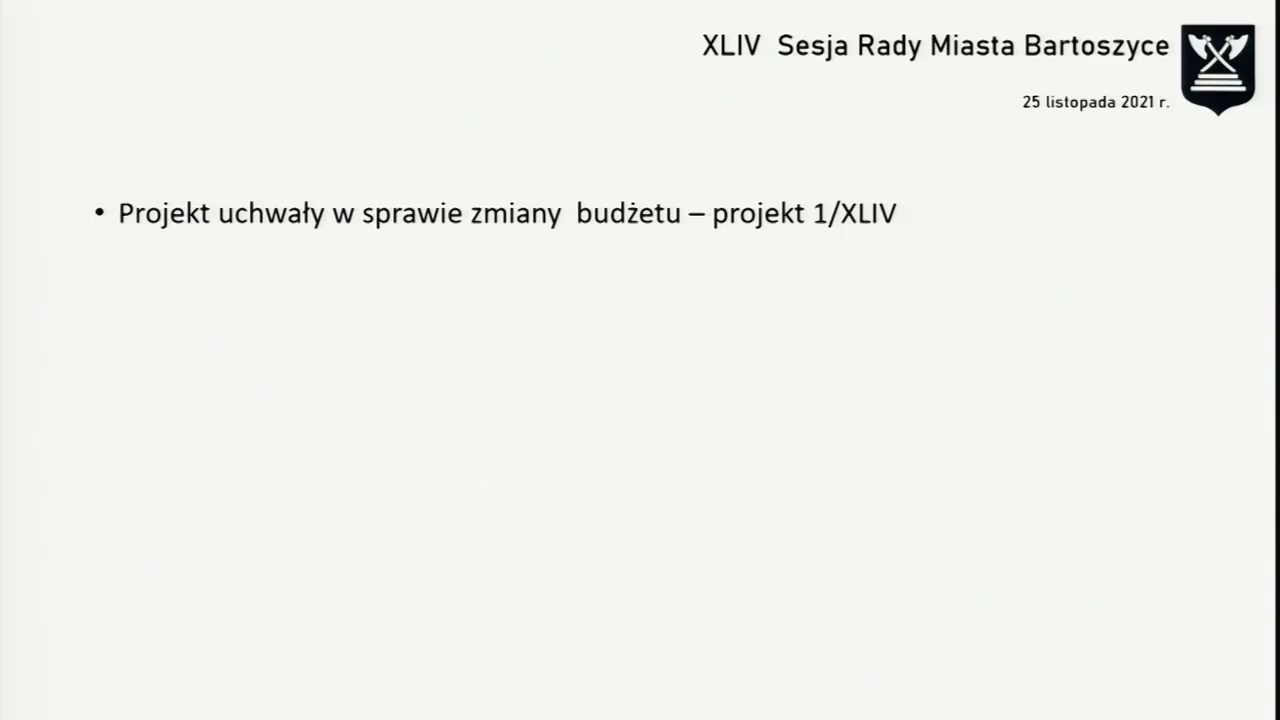 XLIV  Sesja Rady Miasta Bartoszyce
25 listopada 2021 r.
• Projekt uchwały w sprawie zmiany  budżetu – projekt 1/XLIV